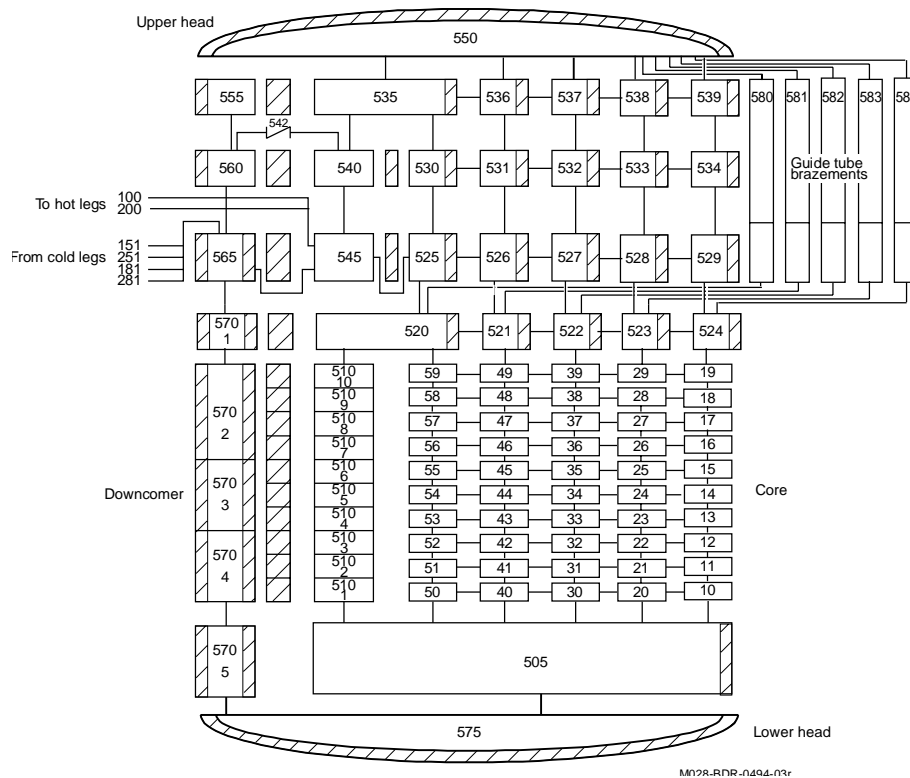 Upper head
550
555 535 536 537 538 539 580 581 582 583 58
542
560 540 530 531 532 533 534
Guide tube
brazements
To hot legs 100
200
From cold legs 151
251
181
281
565 545 525 526 527 528 529
570
1
520 521 522 523 524
510
10
59 49 39 29 19
510
9
58 48 38 28 18
570
2
510
8
57 47 37 27 17
510
7
56 46 36 26 16
510
6
55 45 35 25 15
Downcomer
570
3
510
5
54 44 34 24 14
Core
510
4
53 43 33 23 13
570
4
510
3
52 42 32 22 12
510
2
51 41 31 21 11
510
1
50 40 30 20 10
570
5
505
575
Lower head
M028-BDR-0494-03r